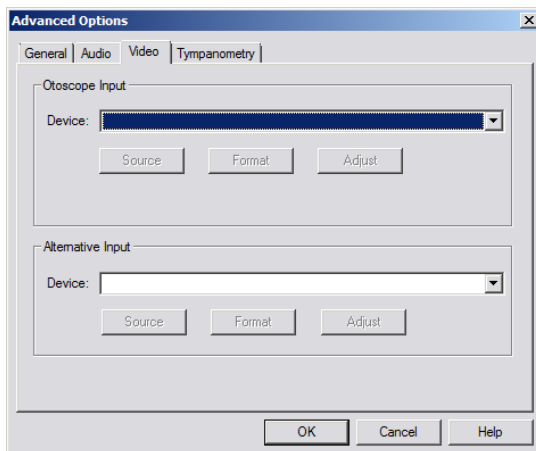 Advanced Options
General Audio Video Tympanometry
Otoscope Input
Device:
Source Format Adjust
Alternative Input
Device:
Source Format Adjust
OK Cancel Help